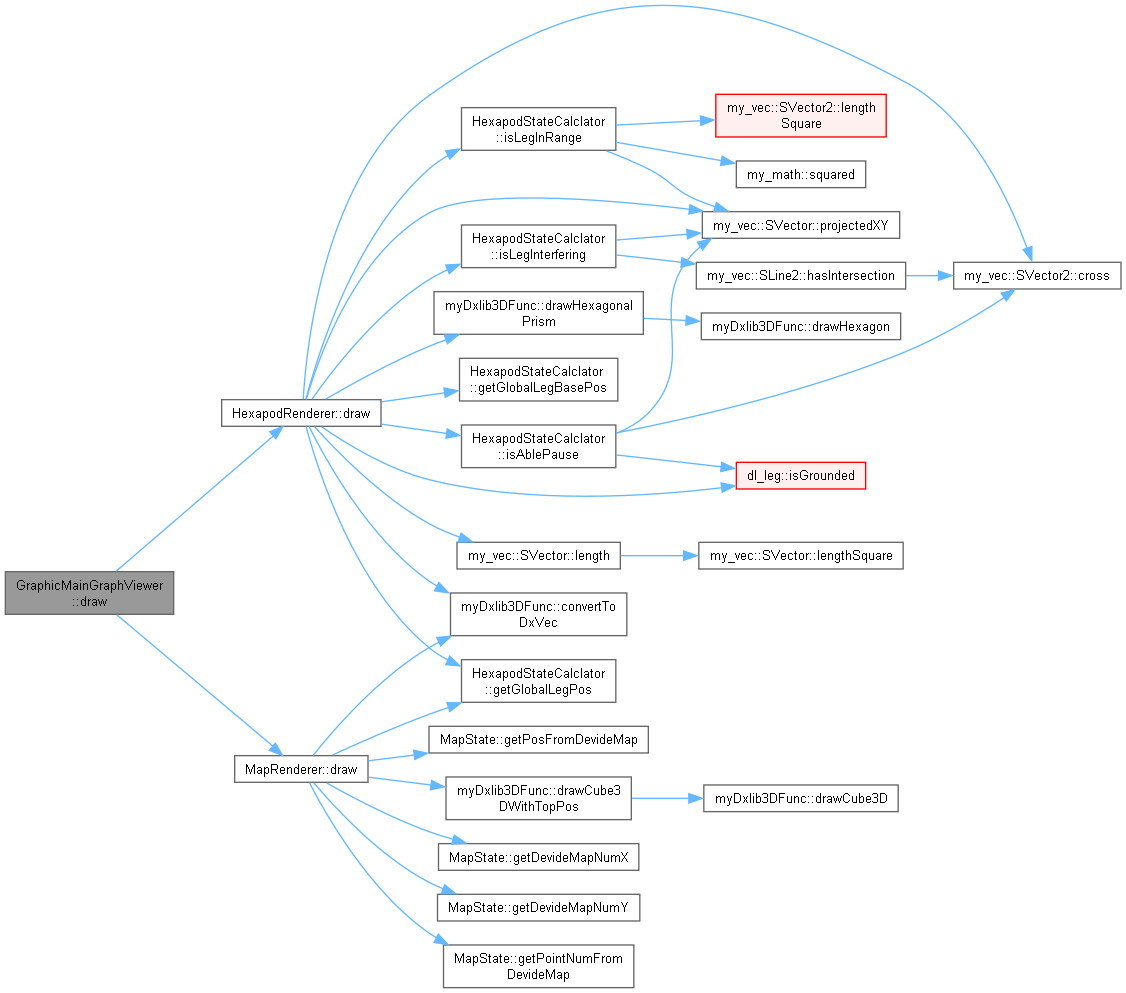 GraphicMainGraphViewer
::draw
HexapodRenderer::draw
MapRenderer::draw
HexapodStateCalclator
::isLegInRange
HexapodStateCalclator
::isLegInterfering
myDxlib3DFunc::drawHexagonal
Prism
HexapodStateCalclator
::getGlobalLegBasePos
HexapodStateCalclator
::isAblePause
my_vec::SVector::length
myDxlib3DFunc::convertTo
DxVec
HexapodStateCalclator
::getGlobalLegPos
MapState::getPosFromDevideMap
myDxlib3DFunc::drawCube3
DWithTopPos
MapState::getDevideMapNumX
MapState::getDevideMapNumY
MapState::getPointNumFrom
DevideMap
my_vec::SVector2::length
Square
my_math::squared
my_vec::SVector::projectedXY
my_vec::SLine2::hasIntersection
myDxlib3DFunc::drawHexagon
dl_leg::isGrounded
my_vec::SVector::lengthSquare
myDxlib3DFunc::drawCube3D
my_vec::SVector2::cross